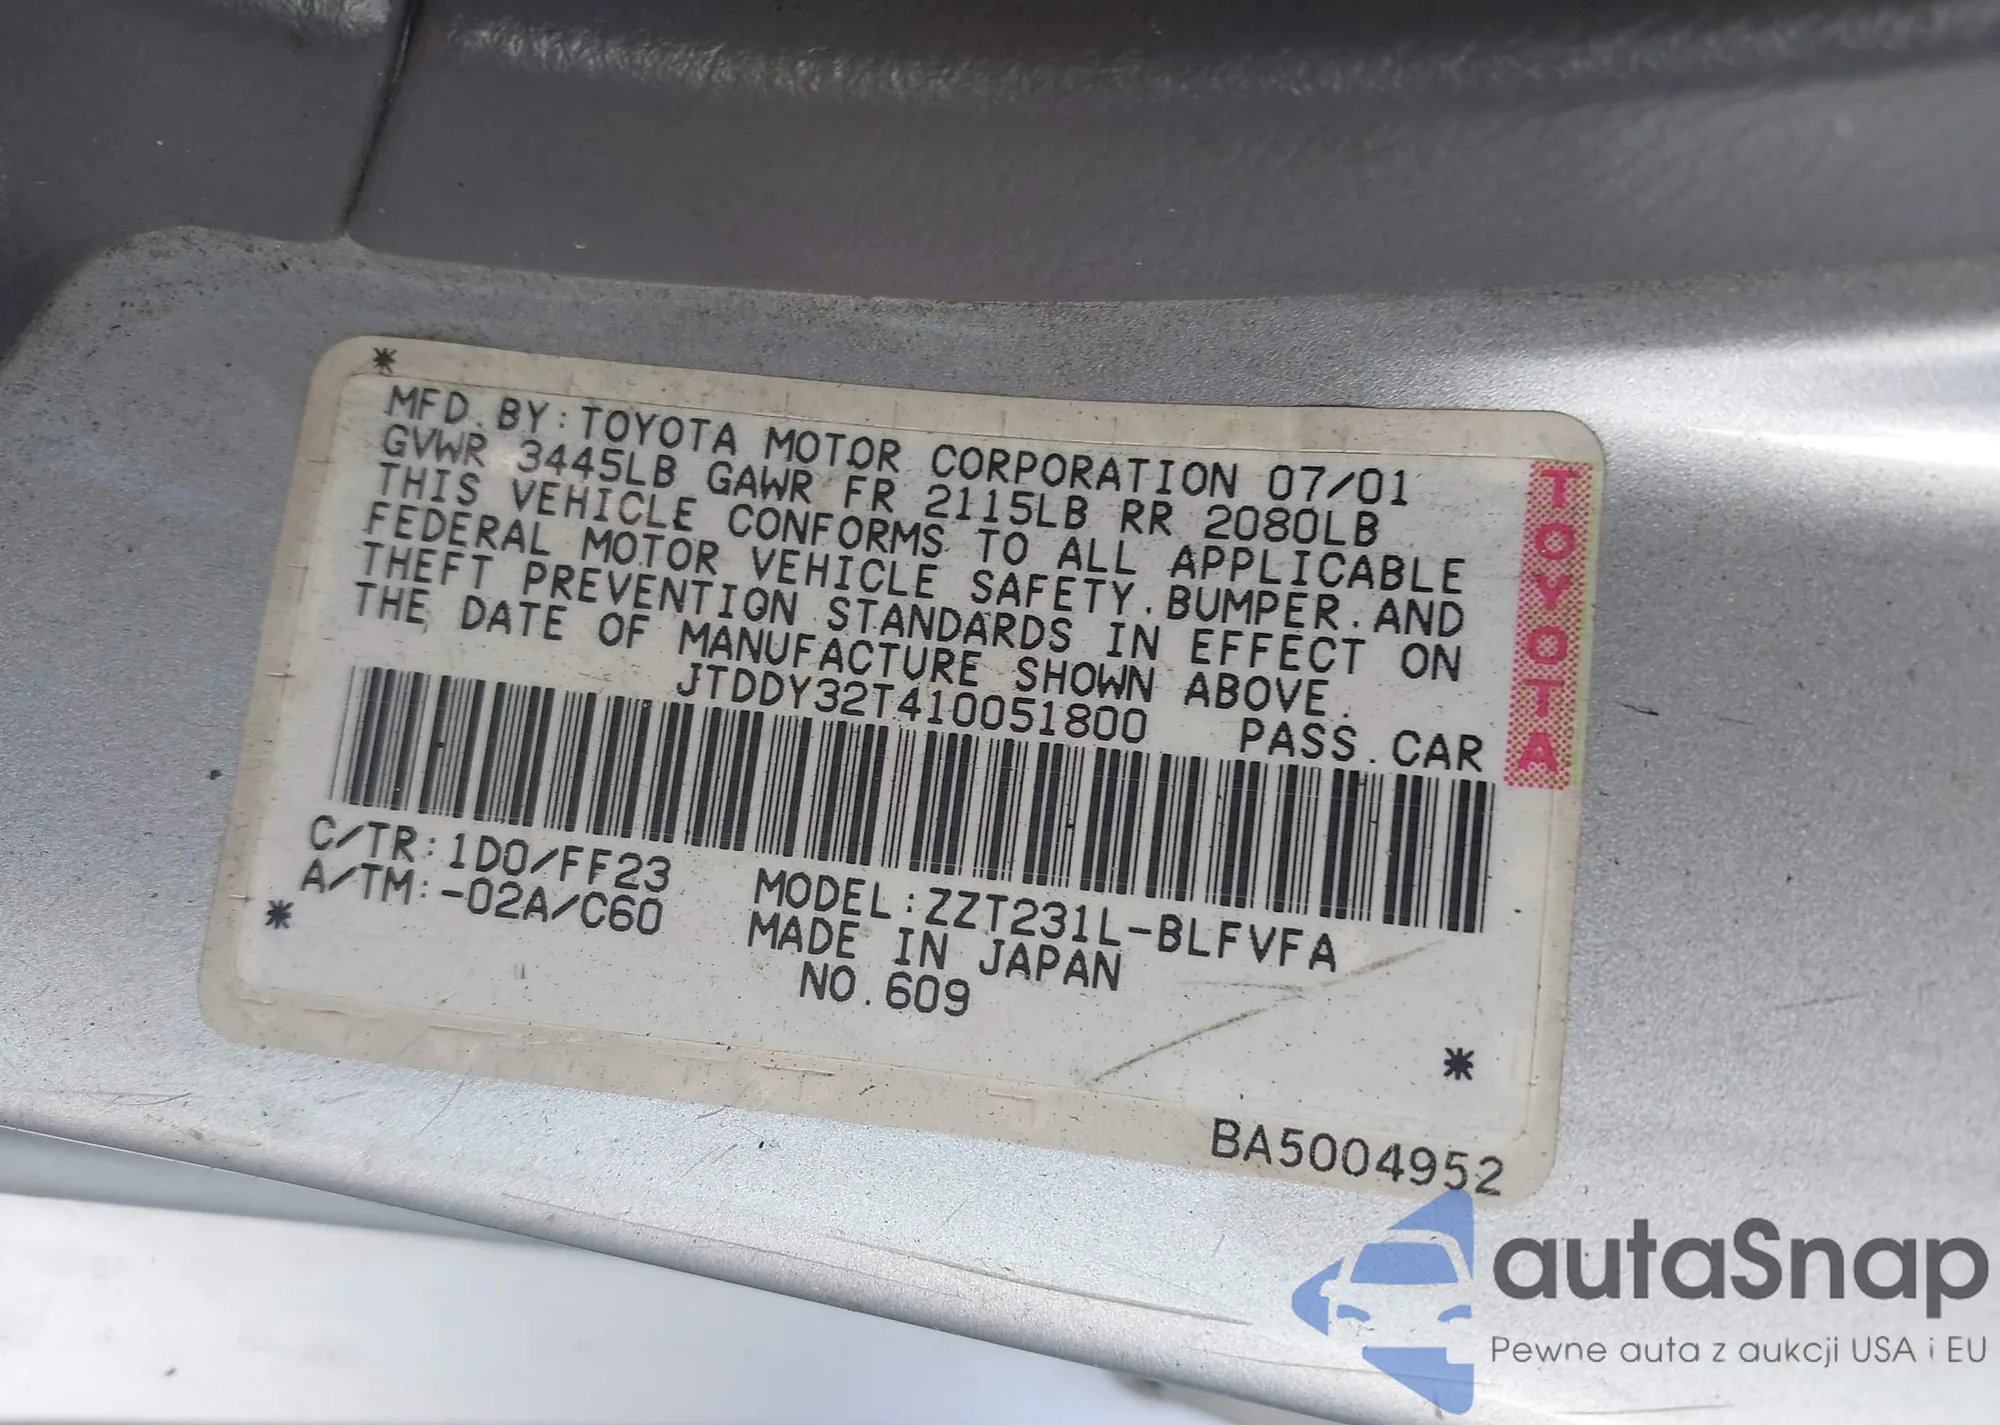 *
MFD. BY: TOYOTA MOTOR CORPORATION 07/01
GVWR 3445LB GAWR FR 2115LB RR 2080LB
THIS VEHICLE CONFORMS TO ALL APPLICABLE
FEDERAL MOTOR VEHICLE SAFETY. BUMPER. AND
THEFT PREVENTION STANDARDS IN EFFECT ON
THE DATE OF MANUFACTURE SHOWN ABOVE.
JTDDY32T410051800 PASS. CAR
TOYOTA
C/TR: 1D0/FF23
A/TM: -02A/C60
MODEL: ZZT231L-BLFVFA
MADE IN JAPAN
NO. 609
*
*
BA5004952
autaSnap
Pewne auta z aukcji USA i EU